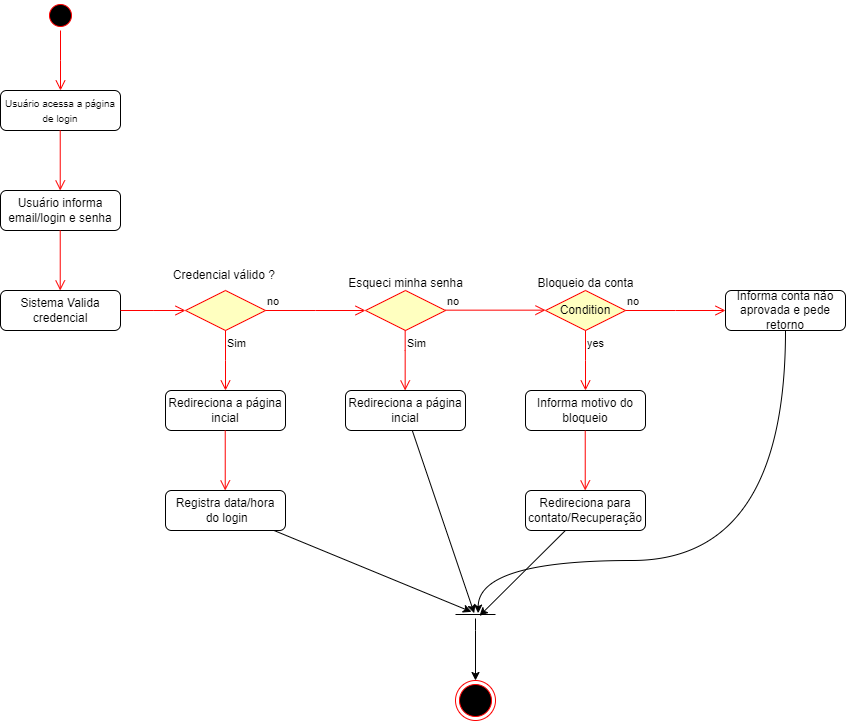 Usuário acessa a página
de login
Usuário informa
email/login e senha
Sistema Valida
credencial
Credencial válido ?
no
Sim
Esqueci minha senha
no
Sim
Bloqueio da conta
Condition
no
yes
Informa conta não
aprovada e pede
retorno
Redireciona a página
incial
Redireciona a página
incial
Informa motivo do
bloqueio
Registra data/hora
do login
Redireciona para
contato/Recuperação